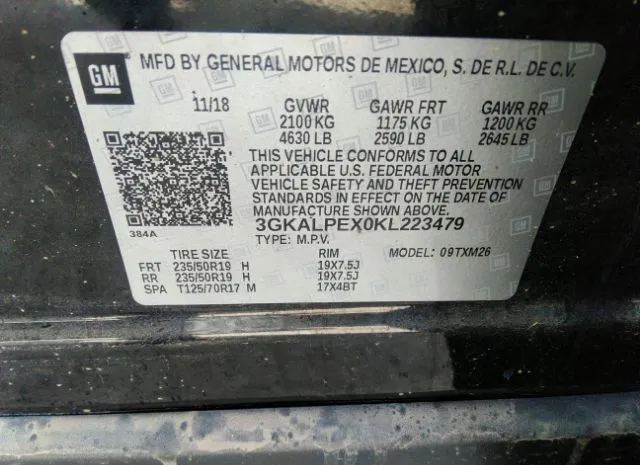 GM
MFD BY GENERAL MOTORS DE MEXICO, S. DE R.L. DE C.V.
11/18 GVWR GAWR FRT GAWR RR
2100 KG 1175 KG 1200 KG
4630 LB 2590 LB 2645 LB
THIS VEHICLE CONFORMS TO ALL
APPLICABLE U.S. FEDERAL MOTOR
VEHICLE SAFETY AND THEFT PREVENTION
STANDARDS IN EFFECT ON THE DATE OF
MANUFACTURE SHOWN ABOVE.
384A 3GKALPEX0KL223479
TYPE: M.P.V. MODEL: 09TXM26
TIRE SIZE RIM
FRT 235/50R19 H 19X7.5J
RR 235/50R19 H 19X7.5J
SPA T125/70R17 M 17X4BT